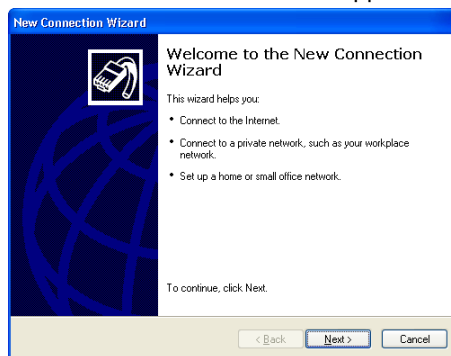 New Connection Wizard
Welcome to the New Connection
Wizard
This wizard helps you:
• Connect to the Internet.
• Connect to a private network, such as your workplace
network.
• Set up a home or small office network.
To continue, click Next.
< Back Next > Cancel